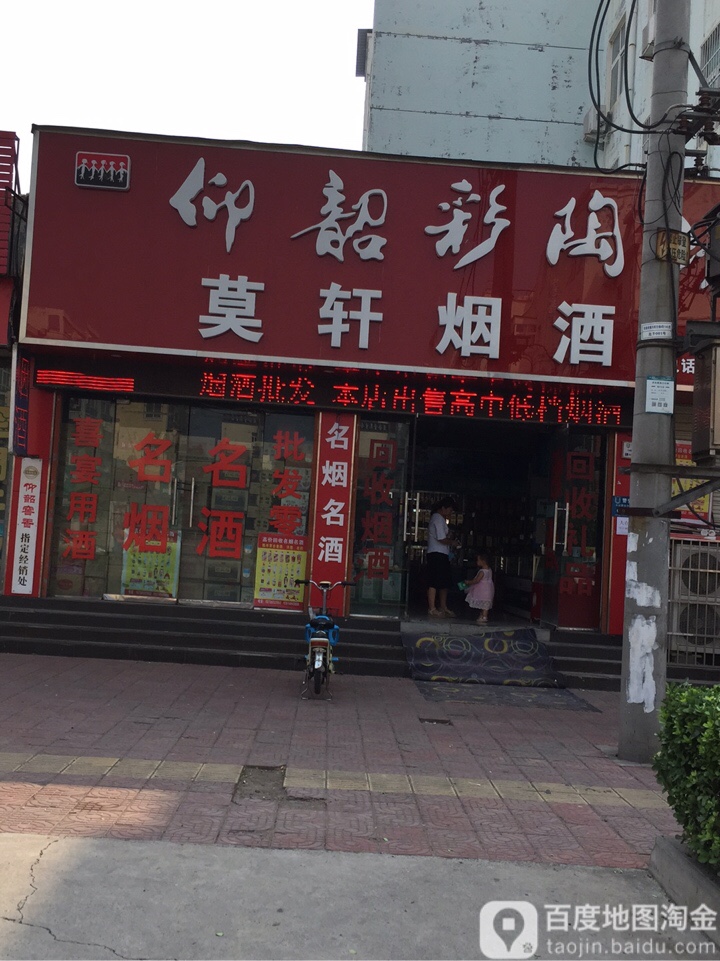 仰韶彩陶
莫轩烟酒
烟酒批发 本店出售高中低档烟酒
喜宴用酒
名烟
名酒
批发零
名烟名酒
回收烟酒
回收礼品
仰韶 指定经销处
话
百度地图淘金
taojin.baidu.com